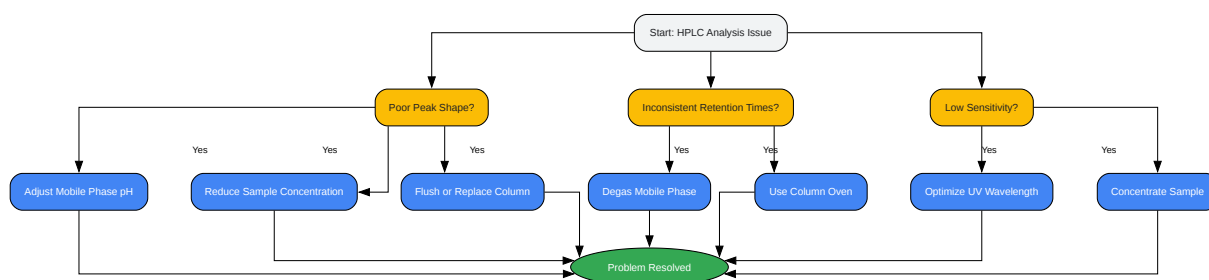 Start: HPLC Analysis Issue
Poor Peak Shape?
Inconsistent Retention Times?
Low Sensitivity?
Yes
Yes
Yes
Yes
Yes
Yes
Yes
Adjust Mobile Phase pH
Reduce Sample Concentration
Flush or Replace Column
Degas Mobile Phase
Use Column Oven
Optimize UV Wavelength
Concentrate Sample
Problem Resolved